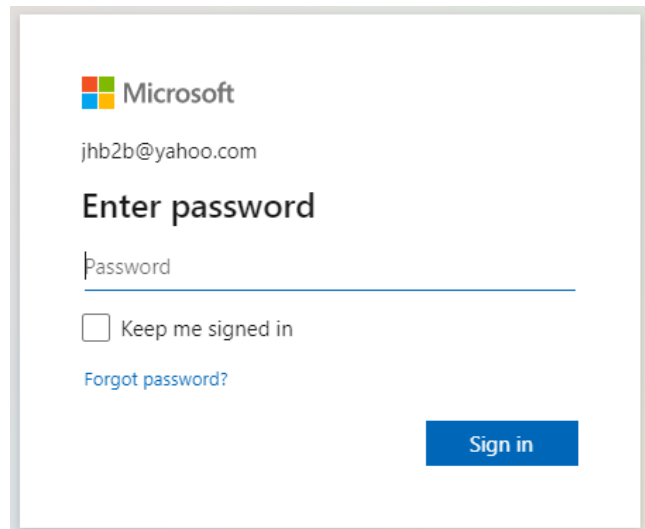 Microsoft
jhb2b@yahoo.com
Enter password
Password
Keep me signed in
Forgot password?
Sign in